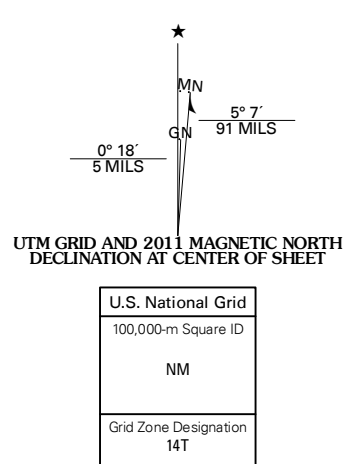 ★
MN
5° 7´
91 MILS
GN
0° 18´
5 MILS
UTM GRID AND 2011 MAGNETIC NORTH
DECLINATION AT CENTER OF SHEET
U.S. National Grid
100,000-m Square ID
NM
Grid Zone Designation
14T